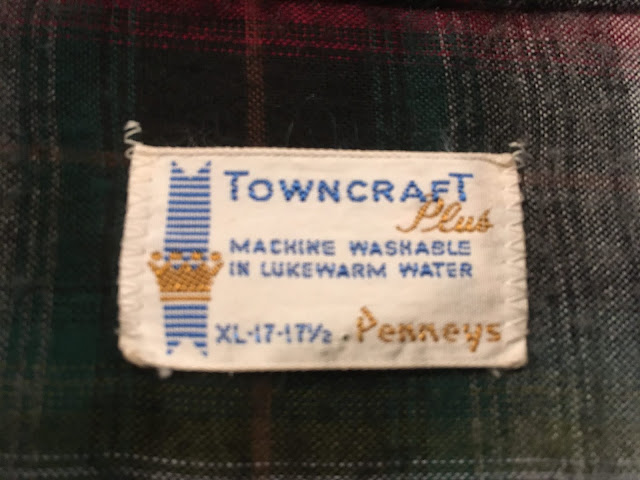 TOWNCRAFT
Plus
MACHINE WASHABLE
IN LUKEWARM WATER
XL-17-17½ Penneys